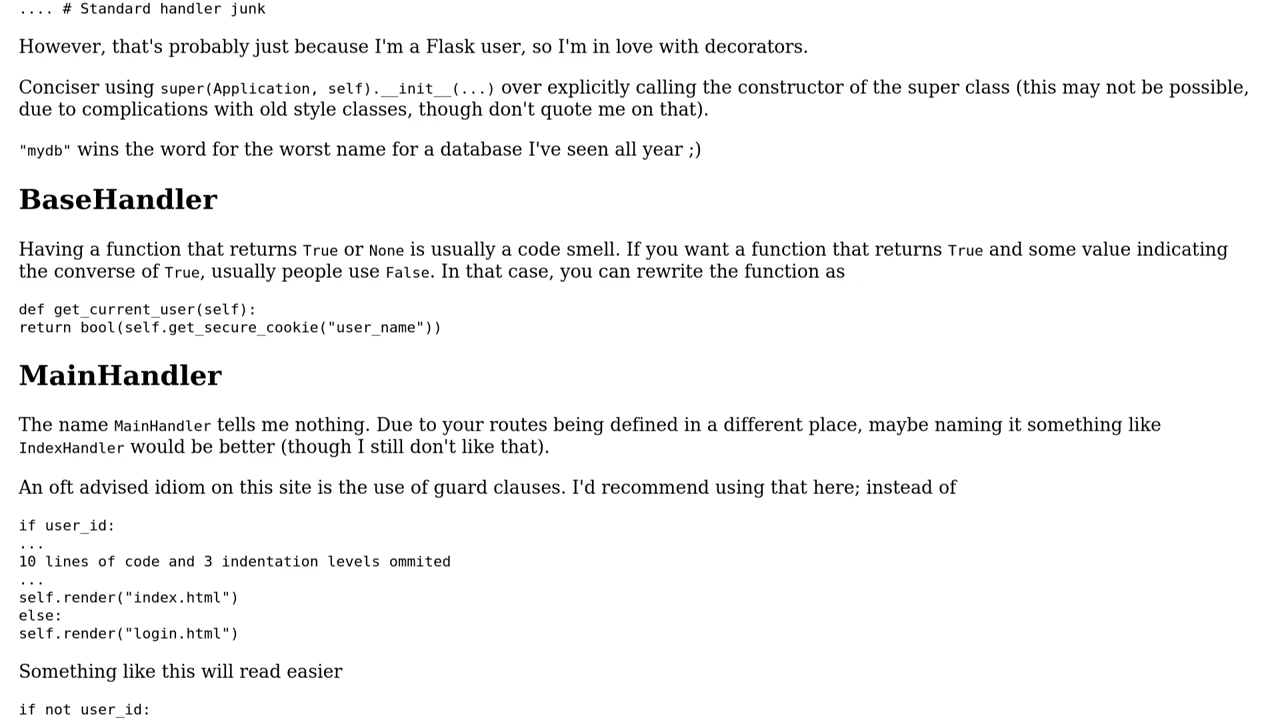 .... # Standard handler junk
However, that's probably just because I'm a Flask user, so I'm in love with decorators.
Conciser using super(Application, self).__init__(...) over explicitly calling the constructor of the super class (this may not be possible,
due to complications with old style classes, though don't quote me on that).
"mydb" wins the word for the worst name for a database I've seen all year ;)
BaseHandler
Having a function that returns True or None is usually a code smell. If you want a function that returns True and some value indicating
the converse of True, usually people use False. In that case, you can rewrite the function as
def get_current_user(self):
return bool(self.get_secure_cookie("user_name"))
MainHandler
The name MainHandler tells me nothing. Due to your routes being defined in a different place, maybe naming it something like
IndexHandler would be better (though I still don't like that).
An oft advised idiom on this site is the use of guard clauses. I'd recommend using that here; instead of
if user_id:
...
10 lines of code and 3 indentation levels ommited
...
self.render("index.html")
else:
self.render("login.html")
Something like this will read easier
if not user_id: